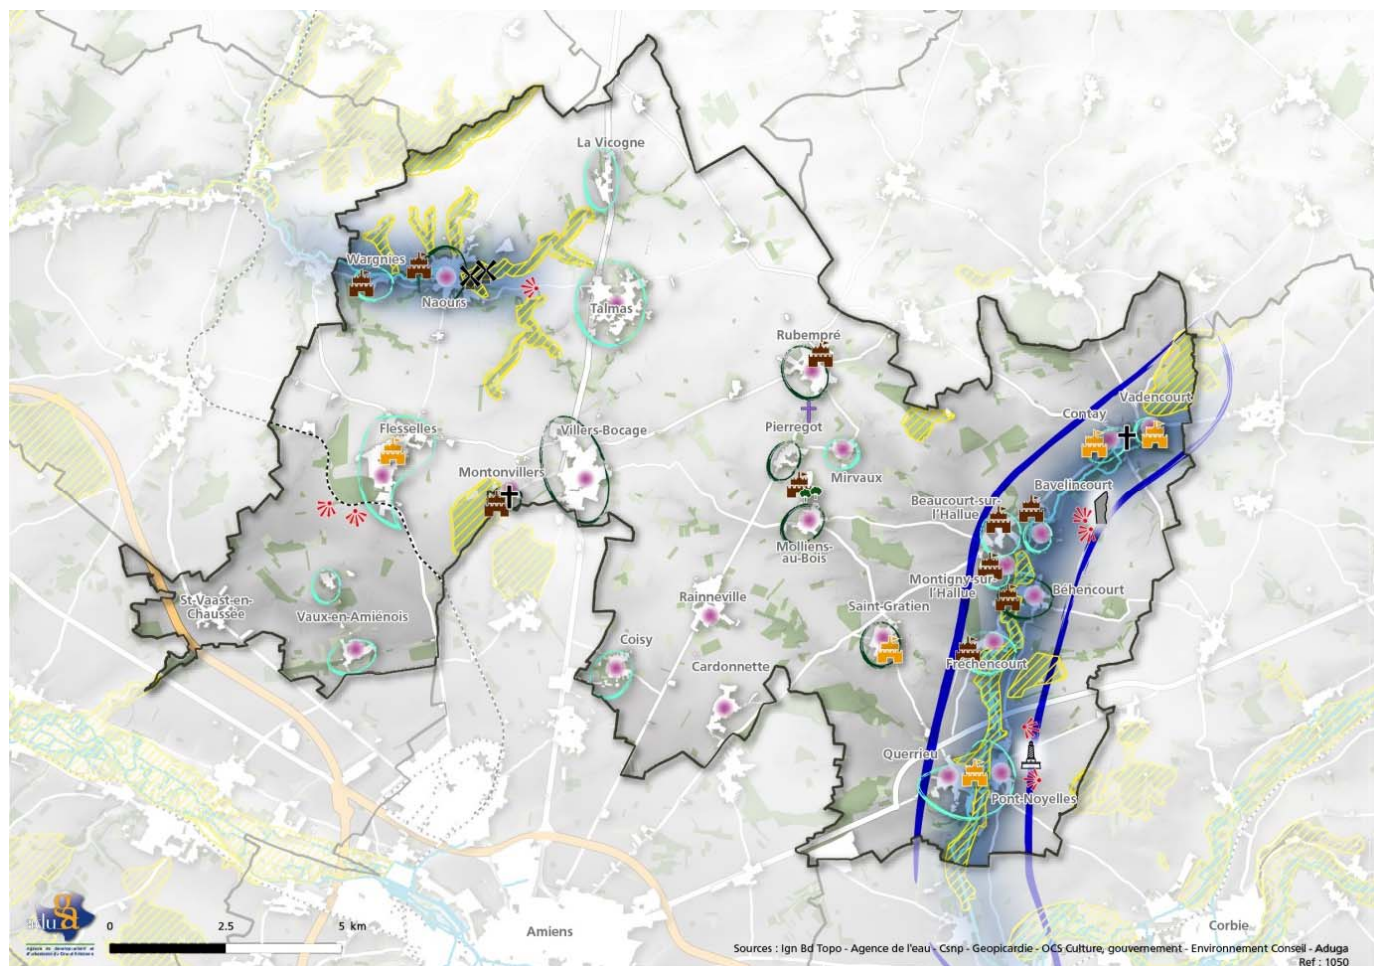 La Vicogne
Wargnies
Naours
Talmas
Rubempré
Vadencourt
Contay
Flesselles
Villers-Bocage
Pierregot
Montonvillers
Mirvaux
Bavelincourt
Beaucourt-sur-
l'Hallue
Molliens-
au-Bois
Montigny-sur-
l'Hallue
Béhencourt
St-Vaast-en-
Chaussée
Vaux-en-Amiénois
Rainneville
Saint-Gratien
Coisy
Cardonnette
Fréchencourt
Querrieu
Pont-Noyelles
aduga
0 2.5 5 km
Amiens
Corbie
Sources : Ign Bd Topo - Agence de l'eau - Csnp - Geopicardie - OCS Culture, gouvernement - Environnement Conseil - Aduga
Ref : 1050